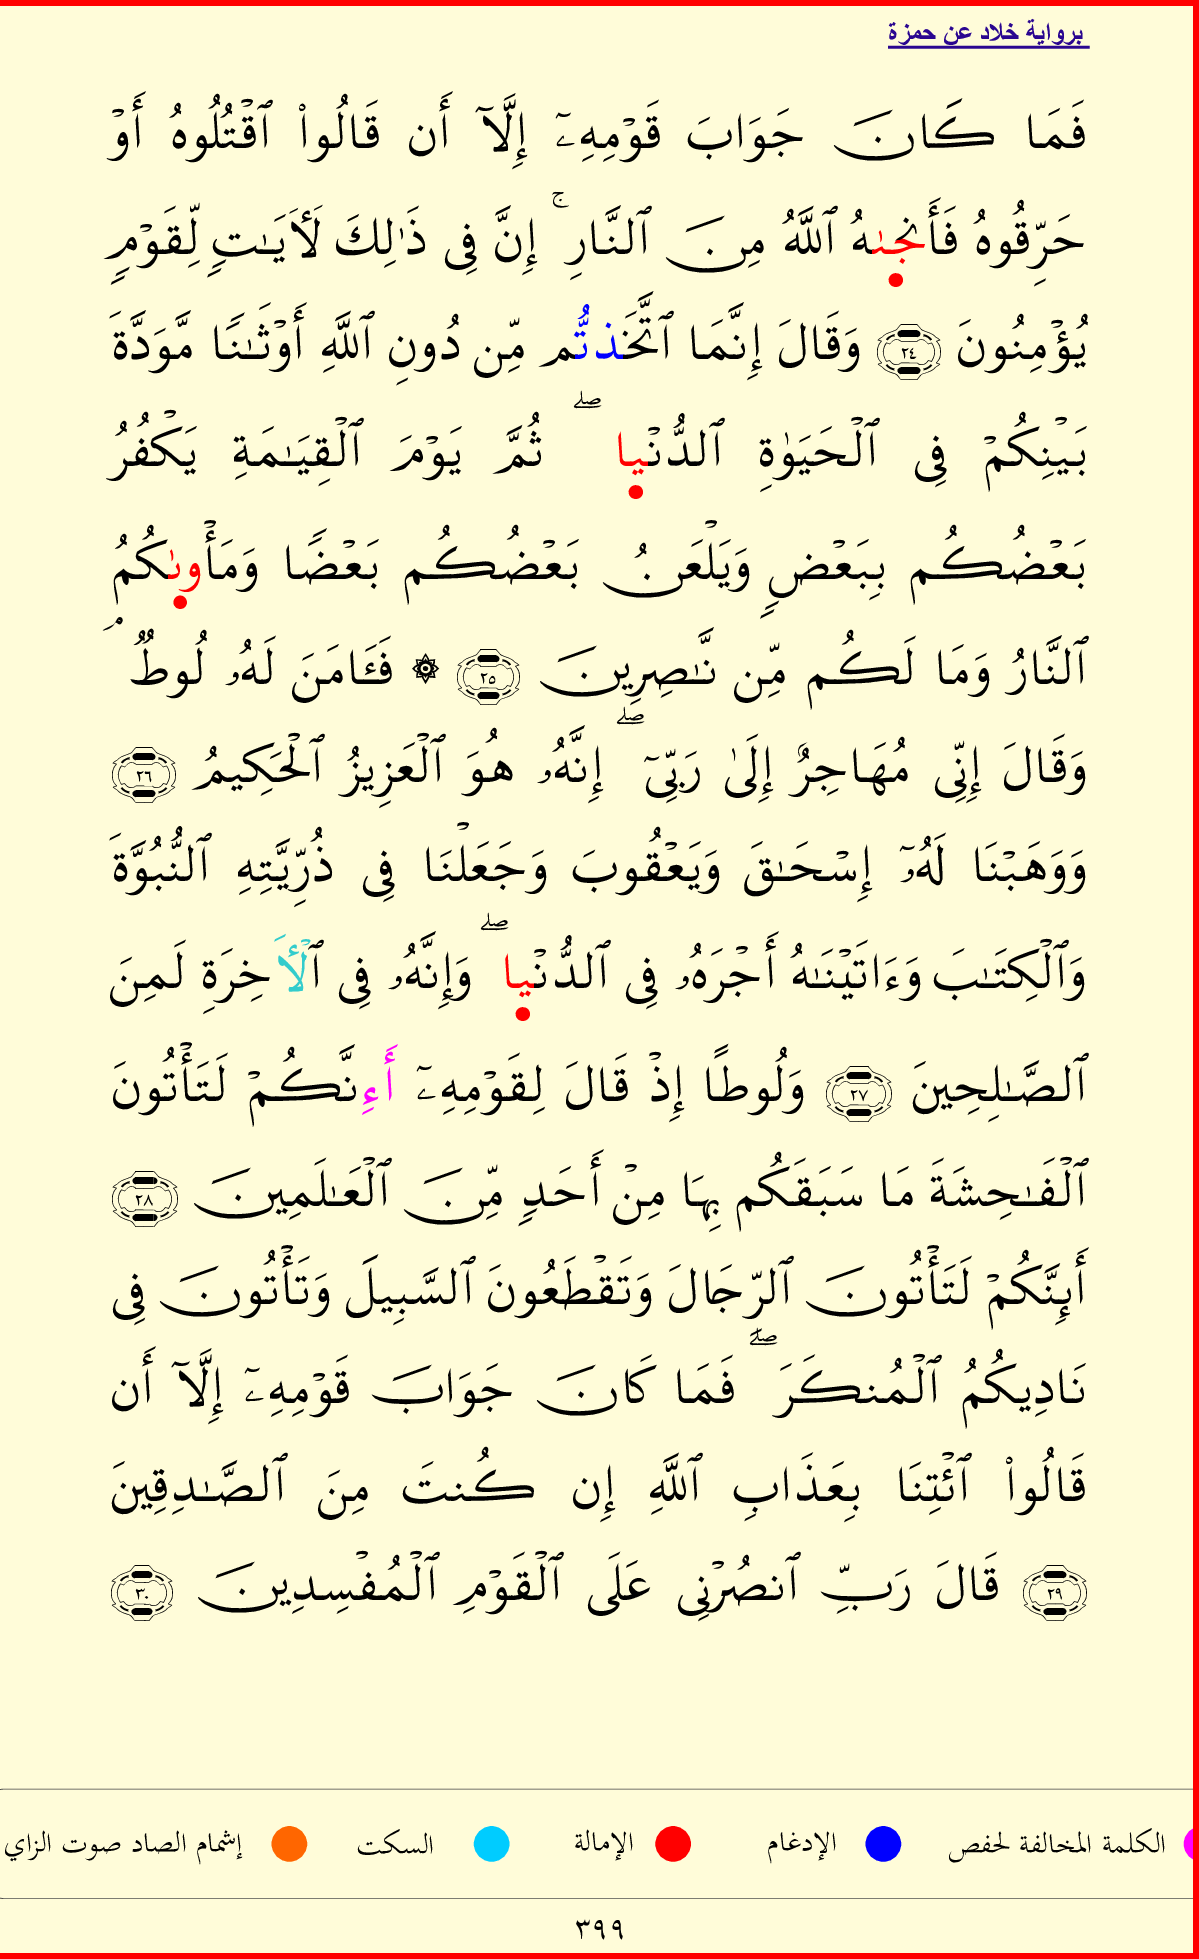 برواية خلاد عن حمزة
فَمَا كَانَ جَوَابَ قَوْمِهِۦٓ إِلَّآ أَن قَالُوا۟ ٱقْتُلُوهُ أَوْ
حَرِّقُوهُ فَأَنجىٰهُ ٱللَّهُ مِنَ ٱلنَّارِ ۚ إِنَّ فِى ذَٰلِكَ لَأَيَـٰتٍ لِّقَوْمٍ
يُؤْمِنُونَ ٢٤ وَقَالَ إِنَّمَا ٱتَّخَذتُّم مِّن دُونِ ٱللَّهِ أَوْثَـٰنًا مَّوَدَّةَ
بَيْنِكُمْ فِى ٱلْحَيَوٰةِ ٱلدُّنْيا ۖ ثُمَّ يَوْمَ ٱلْقِيَـٰمَةِ يَكْفُرُ
بَعْضُكُم بِبَعْضٍ وَيَلْعَنُ بَعْضُكُم بَعْضًا وَمَأْوىٰكُمُ
ٱلنَّارُ وَمَا لَكُم مِّن نَّـٰصِرِينَ ٢٥ ۞ فَـَٔامَنَ لَهُۥ لُوطٌ ۘ
وَقَالَ إِنِّى مُهَاجِرٌ إِلَىٰ رَبِّىٓ ۖ إِنَّهُۥ هُوَ ٱلْعَزِيزُ ٱلْحَكِيمُ ٢٦
وَوَهَبْنَا لَهُۥٓ إِسْحَـٰقَ وَيَعْقُوبَ وَجَعَلْنَا فِى ذُرِّيَّتِهِ ٱلنُّبُوَّةَ
وَٱلْكِتَـٰبَ وَءَاتَيْنَـٰهُ أَجْرَهُۥ فِى ٱلدُّنْيا ۖ وَإِنَّهُۥ فِى ٱلْأَخِرَةِ لَمِنَ
ٱلصَّـٰلِحِينَ ٢٧ وَلُوطًا إِذْ قَالَ لِقَوْمِهِۦٓ أَءِنَّكُمْ لَتَأْتُونَ
ٱلْفَـٰحِشَةَ مَا سَبَقَكُم بِهَا مِنْ أَحَدٍ مِّنَ ٱلْعَـٰلَمِينَ ٢٨
أَئِنَّكُمْ لَتَأْتُونَ ٱلرِّجَالَ وَتَقْطَعُونَ ٱلسَّبِيلَ وَتَأْتُونَ فِى
نَادِيكُمُ ٱلْمُنكَرَ ۖ فَمَا كَانَ جَوَابَ قَوْمِهِۦٓ إِلَّآ أَن
قَالُوا۟ ٱئْتِنَا بِعَذَابِ ٱللَّهِ إِن كُنتَ مِنَ ٱلصَّـٰدِقِينَ
٢٩ قَالَ رَبِّ ٱنصُرْنِى عَلَى ٱلْقَوْمِ ٱلْمُفْسِدِينَ ٣٠
الكلمة المخالفة لحفص الإدغام الإمالة السكت إشمام الصاد صوت الزاي
٣٩٩